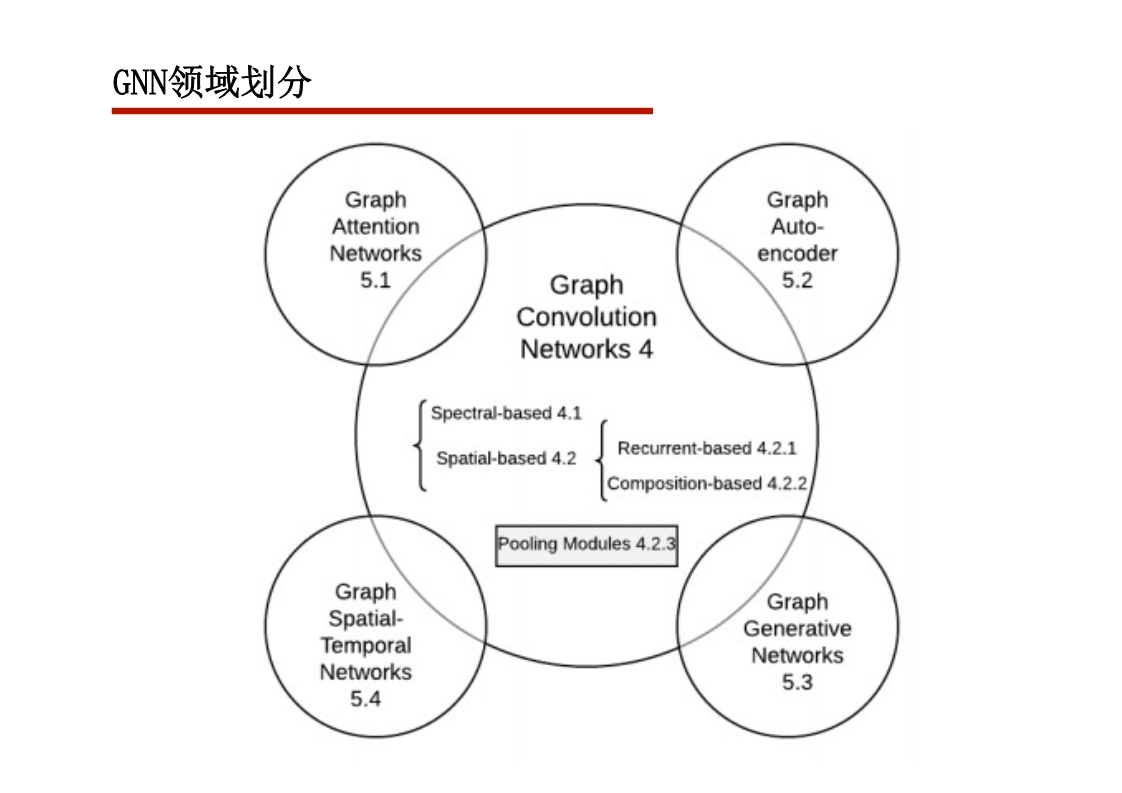 GNN领域划分
Graph
Attention
Networks
5.1
Graph
Auto-
encoder
5.2
Graph
Convolution
Networks 4
Spectral-based 4.1
Spatial-based 4.2
Recurrent-based 4.2.1
Composition-based 4.2.2
Pooling Modules 4.2.3
Graph
Spatial-
Temporal
Networks
5.4
Graph
Generative
Networks
5.3